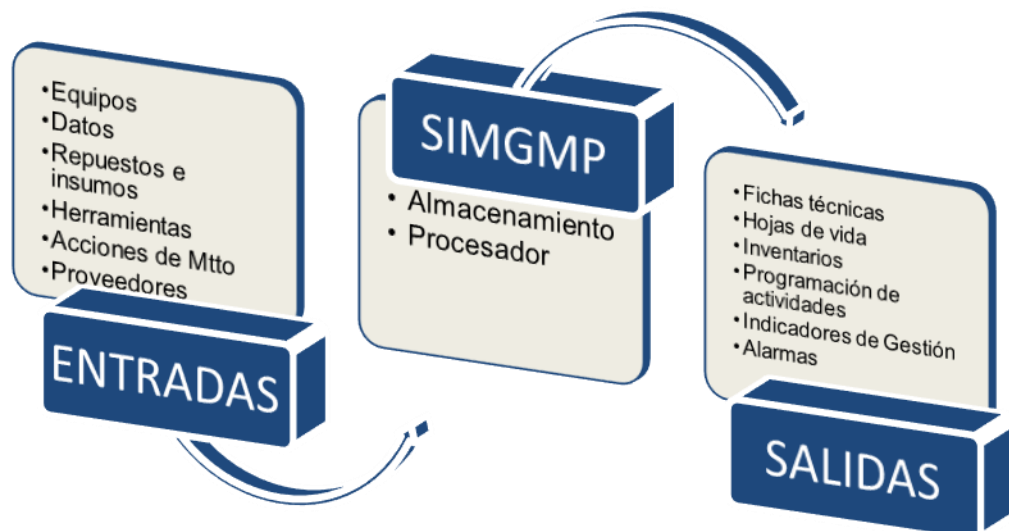 •Equipos
•Datos
•Repuestos e
insumos
•Herramientas
•Acciones de Mtto
•Proveedores
ENTRADAS
SIMGMP
• Almacenamiento
• Procesador
•Fichas técnicas
•Hojas de vida
•Inventarios
•Programación de
actividades
•Indicadores de Gestión
•Alarmas
SALIDAS